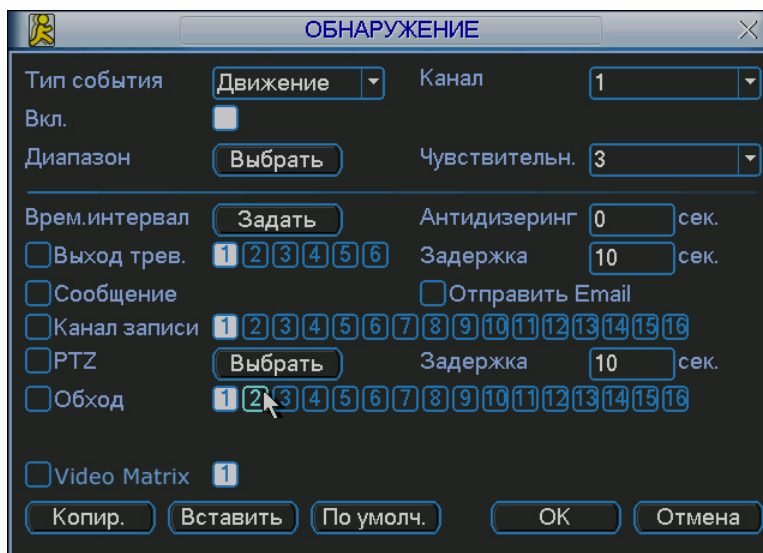 ОБНАРУЖЕНИЕ
Тип события Движение Канал 1
Вкл.
Диапазон Выбрать Чувствительн. 3
Врем.интервал Задать Антидизеринг 0 сек.
Выход трев. 1 2 3 4 5 6 Задержка 10 сек.
Сообщение Отправить Email
Канал записи 1 2 3 4 5 6 7 8 9 10 11 12 13 14 15 16
PTZ Выбрать Задержка 10 сек.
Обход 1 2 3 4 5 6 7 8 9 10 11 12 13 14 15 16
Video Matrix 1
Копир. Вставить По умолч. OK Отмена